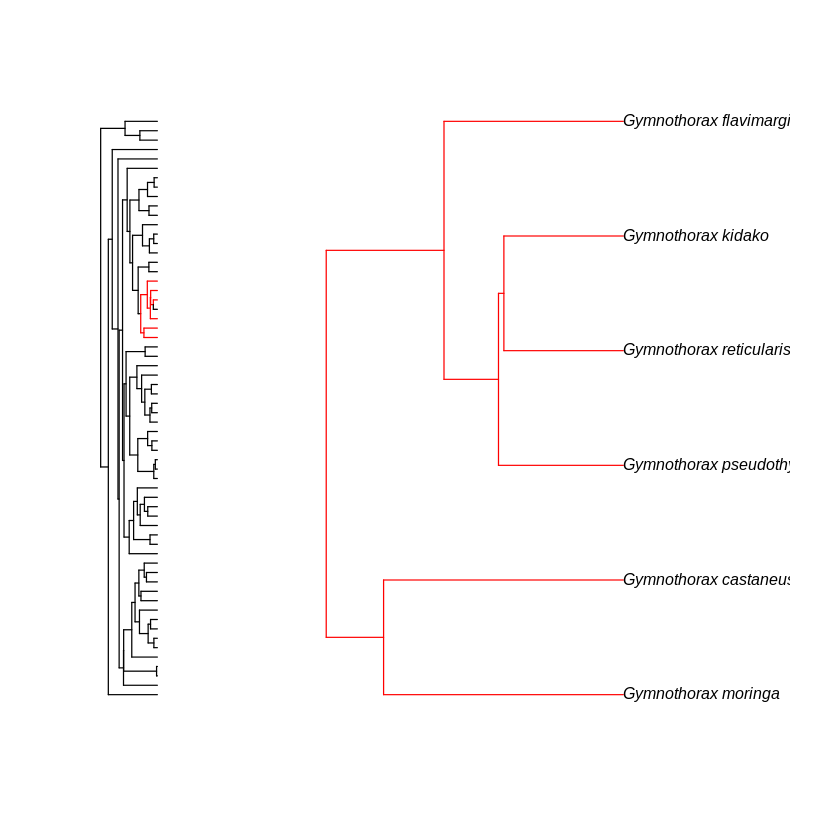 Gymnothorax flavimargi
Gymnothorax kidako
Gymnothorax reticularis
Gymnothorax pseudothy
Gymnothorax castaneus
Gymnothorax moringa